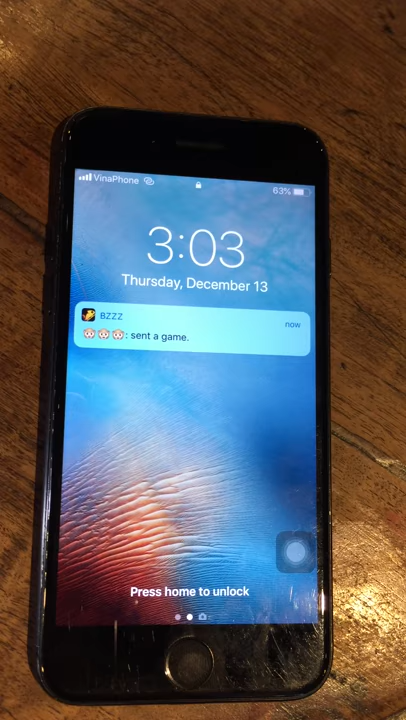 VinaPhone
63%
3:03
Thursday, December 13
BZZZ
now
: sent a game.
Press home to unlock